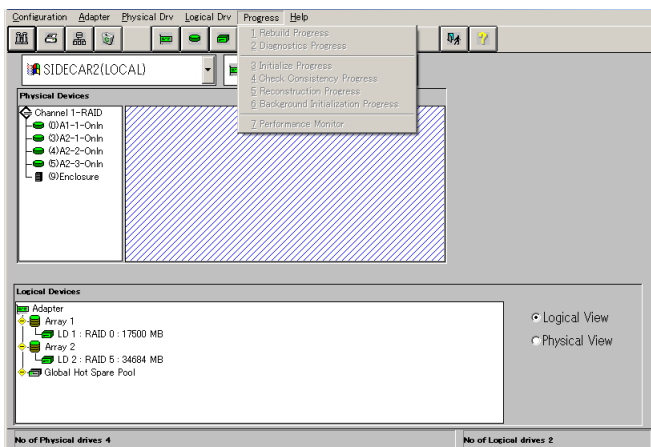 Configuration Adapter Physical Drv Logical Drv Progress Help
1 Rebuild Progress
2 Diagnostics Progress
3 Initialize Progress
4 Check Consistency Progress
5 Reconstruction Progress
6 Background Initialization Progress
7 Performance Monitor
SIDECAR2(LOCAL)
Physical Devices
Channel 1-RAID
(0)A1-1-Onln
(3)A2-1-Onln
(4)A2-2-Onln
(5)A2-3-Onln
(9)Enclosure
Logical Devices
Adapter
Array 1
LD 1 : RAID 0 : 17500 MB
Array 2
LD 2 : RAID 5 : 34684 MB
Global Hot Spare Pool
Logical View
Physical View
No of Physical drives 4
No of Logical drives 2